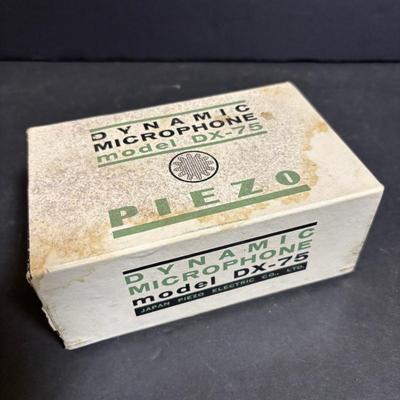 DYNAMIC
MICROPHONE
model DX-75
PIEZO
DYNAMIC
MICROPHONE
model DX-75
JAPAN PIEZO ELECTRIC CO., LTD.